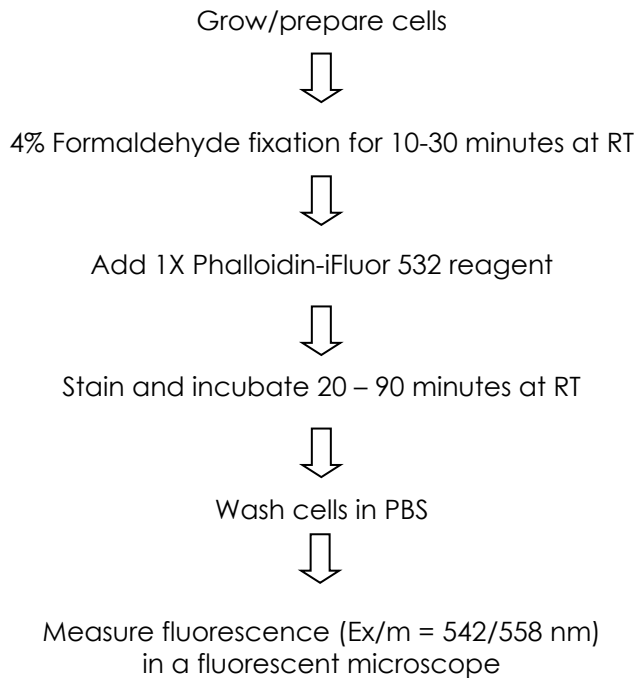 Grow/prepare cells
4% Formaldehyde fixation for 10-30 minutes at RT
Add 1X Phalloidin-iFluor 532 reagent
Stain and incubate 20 – 90 minutes at RT
Wash cells in PBS
Measure fluorescence (Ex/m = 542/558 nm)
in a fluorescent microscope